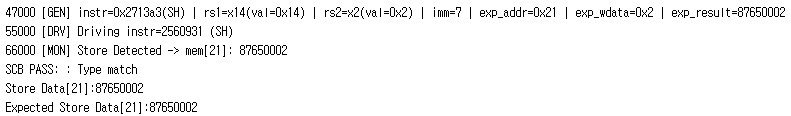 47000 [GEN] instr=0x2713a3(SH) | rs1=x14(val=0x14) | rs2=x2(val=0x2) | imm=7 | exp_addr=0x21 | exp_wdata=0x2 | exp_result=87650002
55000 [DRV] Driving instr=2560931 (SH)
66000 [MON] Store Detected -> mem[21]: 87650002
SCB PASS: : Type match
Store Data[21]:87650002
Expected Store Data[21]:87650002